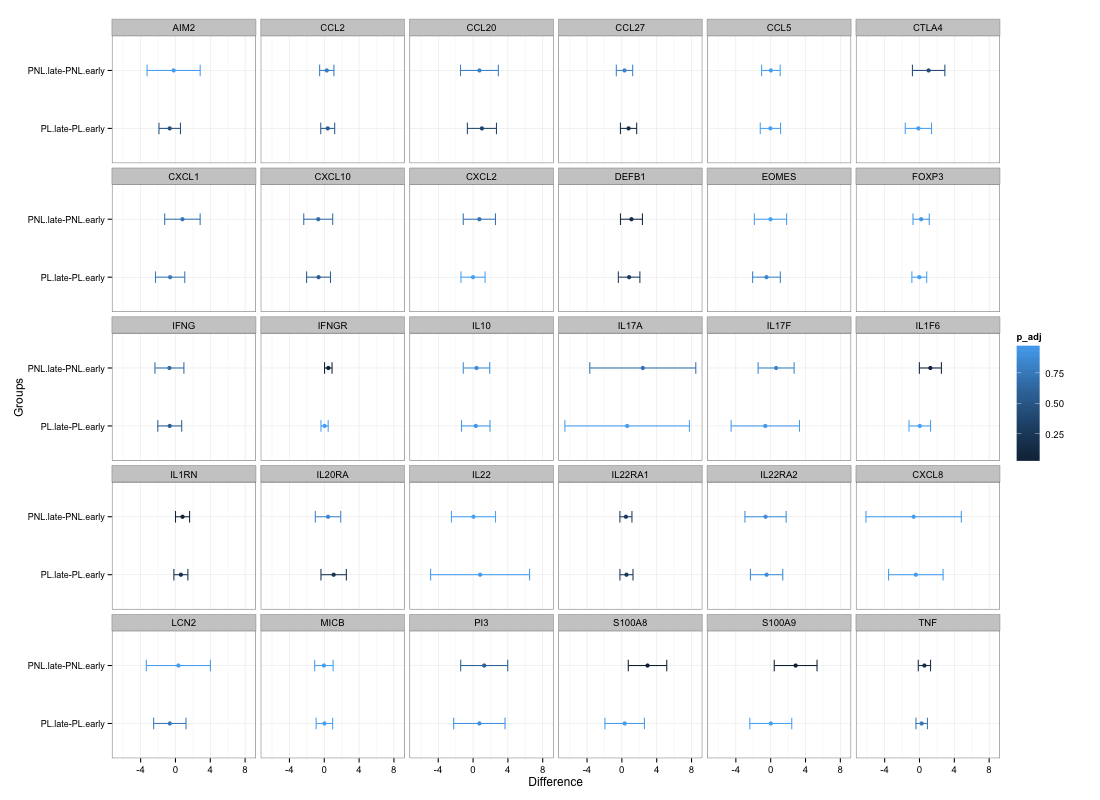 AIM2 CCL2 CCL20 CCL27 CCL5 CTLA4
PNL.late-PNL.early
PL.late-PL.early
CXCL1 CXCL10 CXCL2 DEFB1 EOMES FOXP3
PNL.late-PNL.early
PL.late-PL.early
IFNG IFNGR IL10 IL17A IL17F IL1F6
PNL.late-PNL.early
PL.late-PL.early
IL1RN IL20RA IL22 IL22RA1 IL22RA2 CXCL8
PNL.late-PNL.early
PL.late-PL.early
LCN2 MICB PI3 S100A8 S100A9 TNF
PNL.late-PNL.early
PL.late-PL.early
-4 0 4 8 -4 0 4 8 -4 0 4 8 -4 0 4 8 -4 0 4 8 -4 0 4 8
Difference
Groups
p_adj
0.75
0.50
0.25